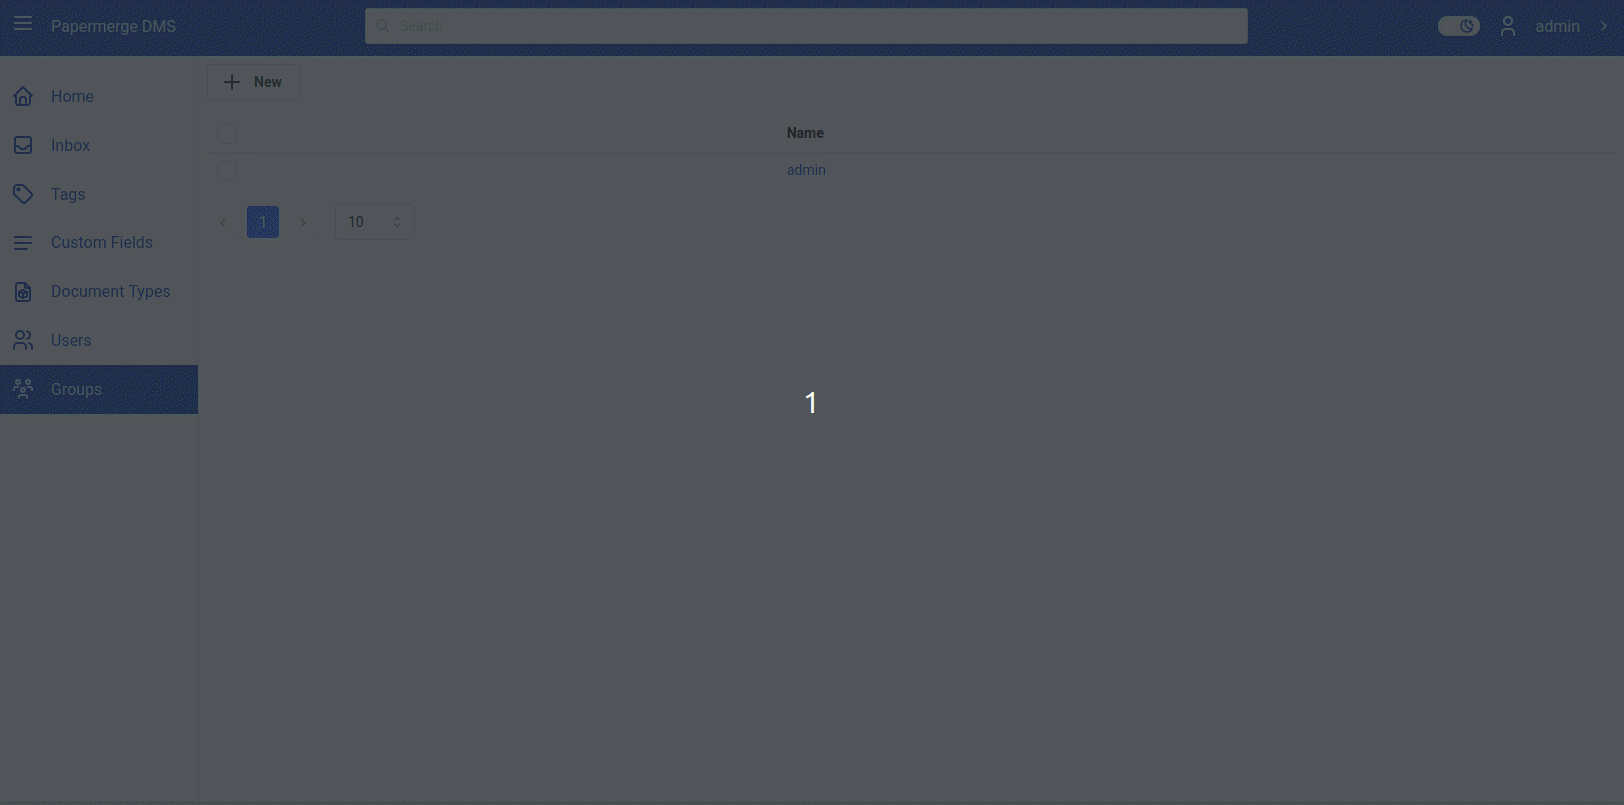 Papermerge DMS
Search
admin
Home
Inbox
Tags
Custom Fields
Document Types
Users
Groups
New
Name
admin
1
10
1